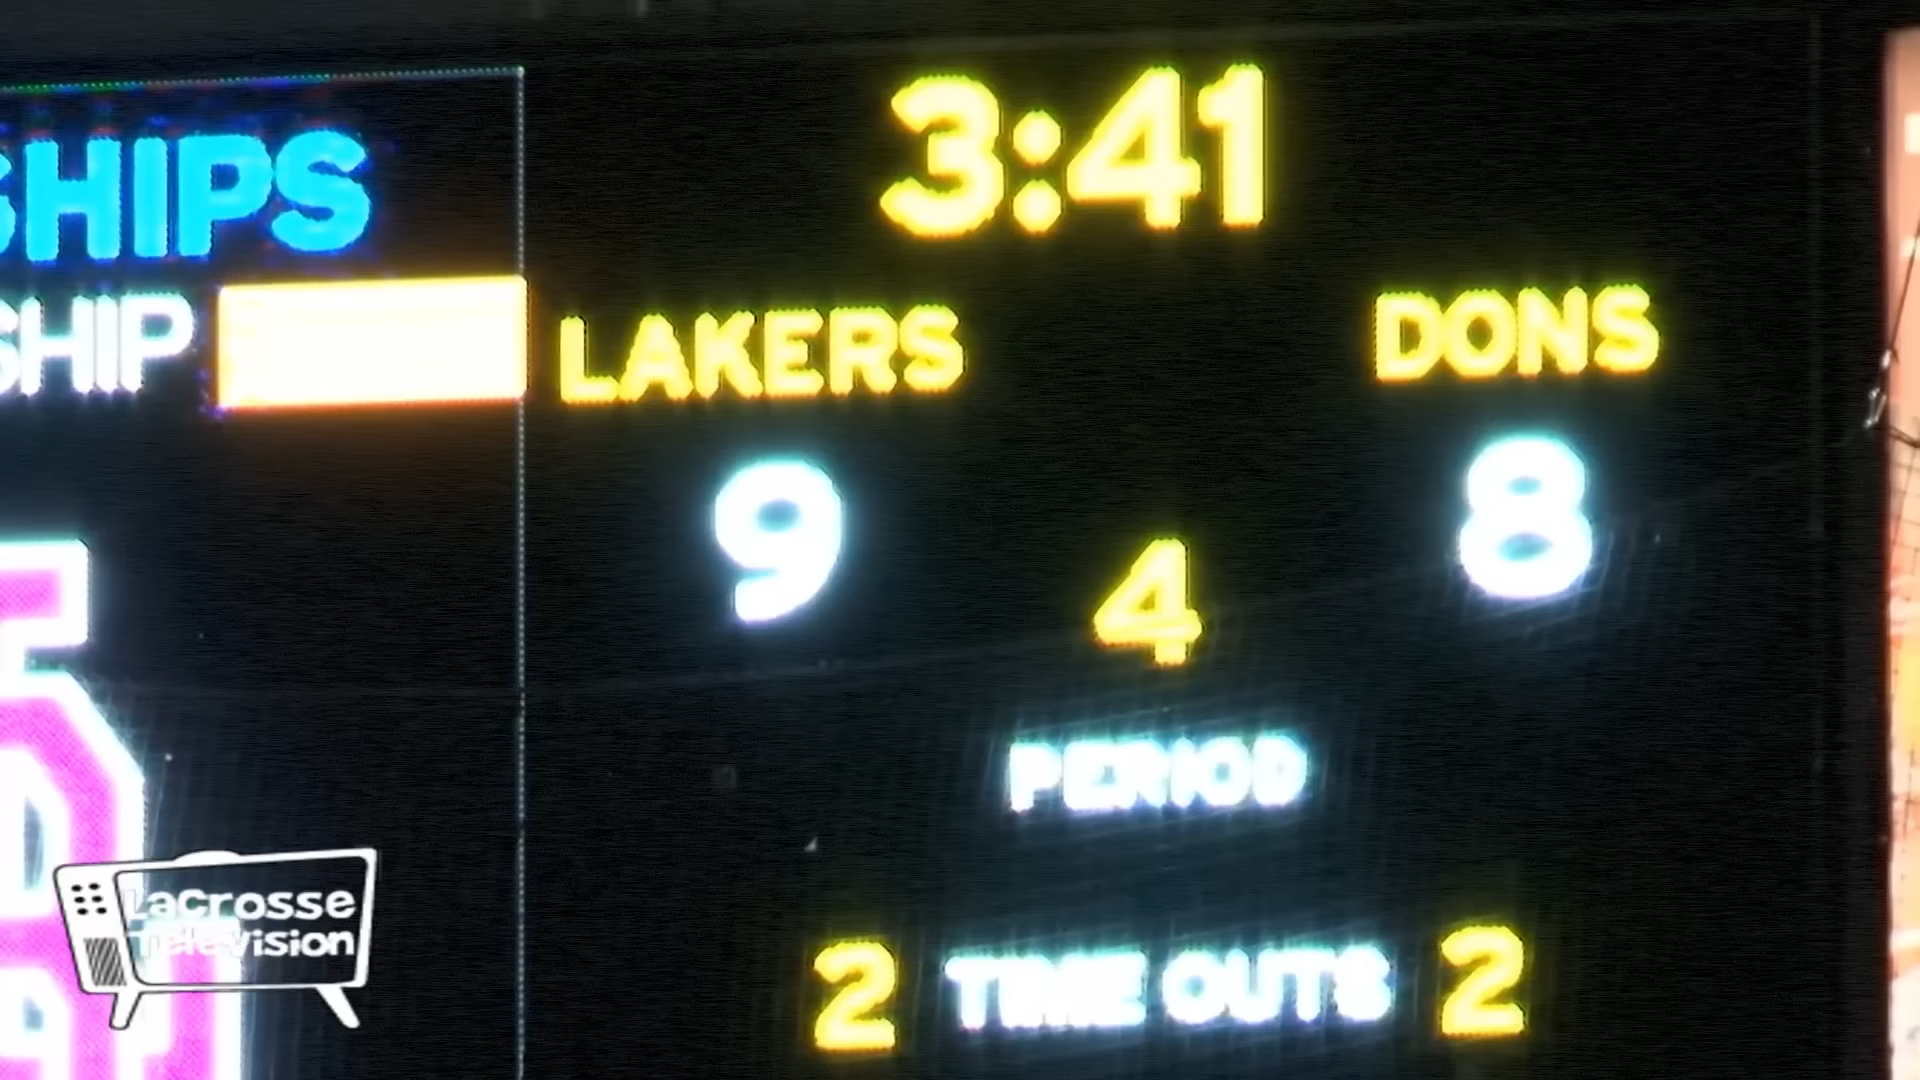 SHIPS
SHIP
3:41
LAKERS
DONS
9
8
4
PERIOD
2 TIME OUTS 2
LaCrosse
Television